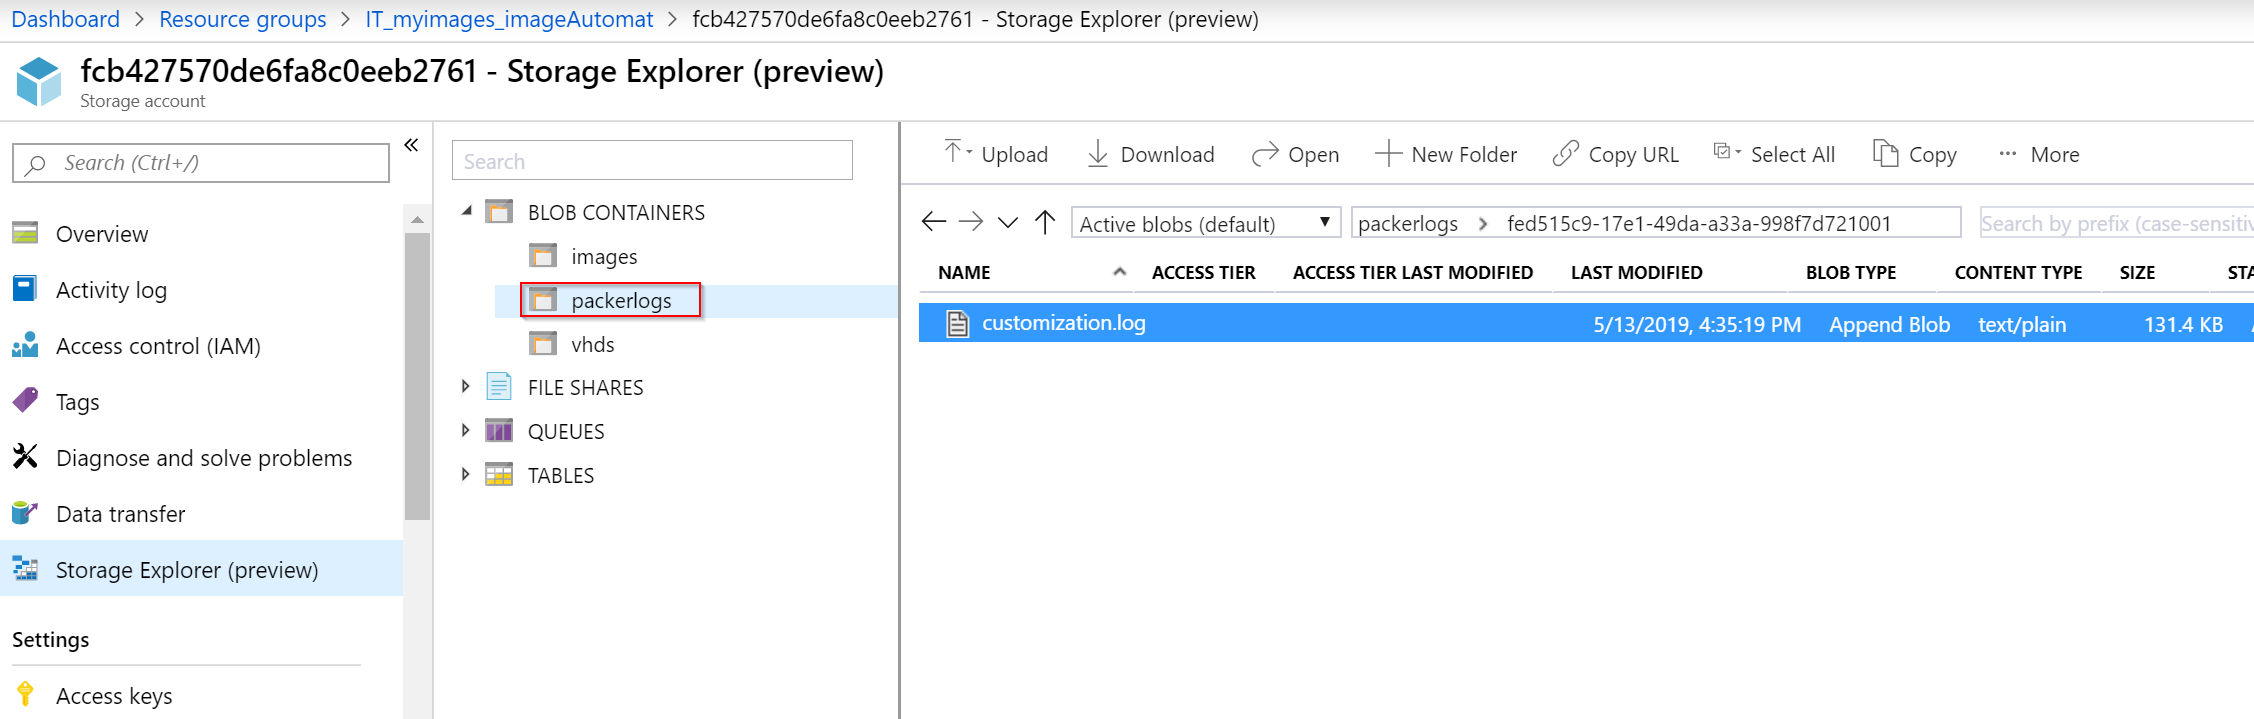 Dashboard > Resource groups > IT_myimages_imageAutomat > fcb427570de6fa8c0eeb2761 - Storage Explorer (preview)
fcb427570de6fa8c0eeb2761 - Storage Explorer (preview)
Storage account
Search (Ctrl+/)
Overview
Activity log
Access control (IAM)
Tags
Diagnose and solve problems
Data transfer
Storage Explorer (preview)
Settings
Access keys
Search
BLOB CONTAINERS
images
packerlogs
vhds
FILE SHARES
QUEUES
TABLES
Upload Download Open New Folder Copy URL Select All Copy ··· More
Active blobs (default) packerlogs > fed515c9-17e1-49da-a33a-998f7d721001 Search by prefix (case-sensitiv
NAME ACCESS TIER ACCESS TIER LAST MODIFIED LAST MODIFIED BLOB TYPE CONTENT TYPE SIZE STA
customization.log 5/13/2019, 4:35:19 PM Append Blob text/plain 131.4 KB